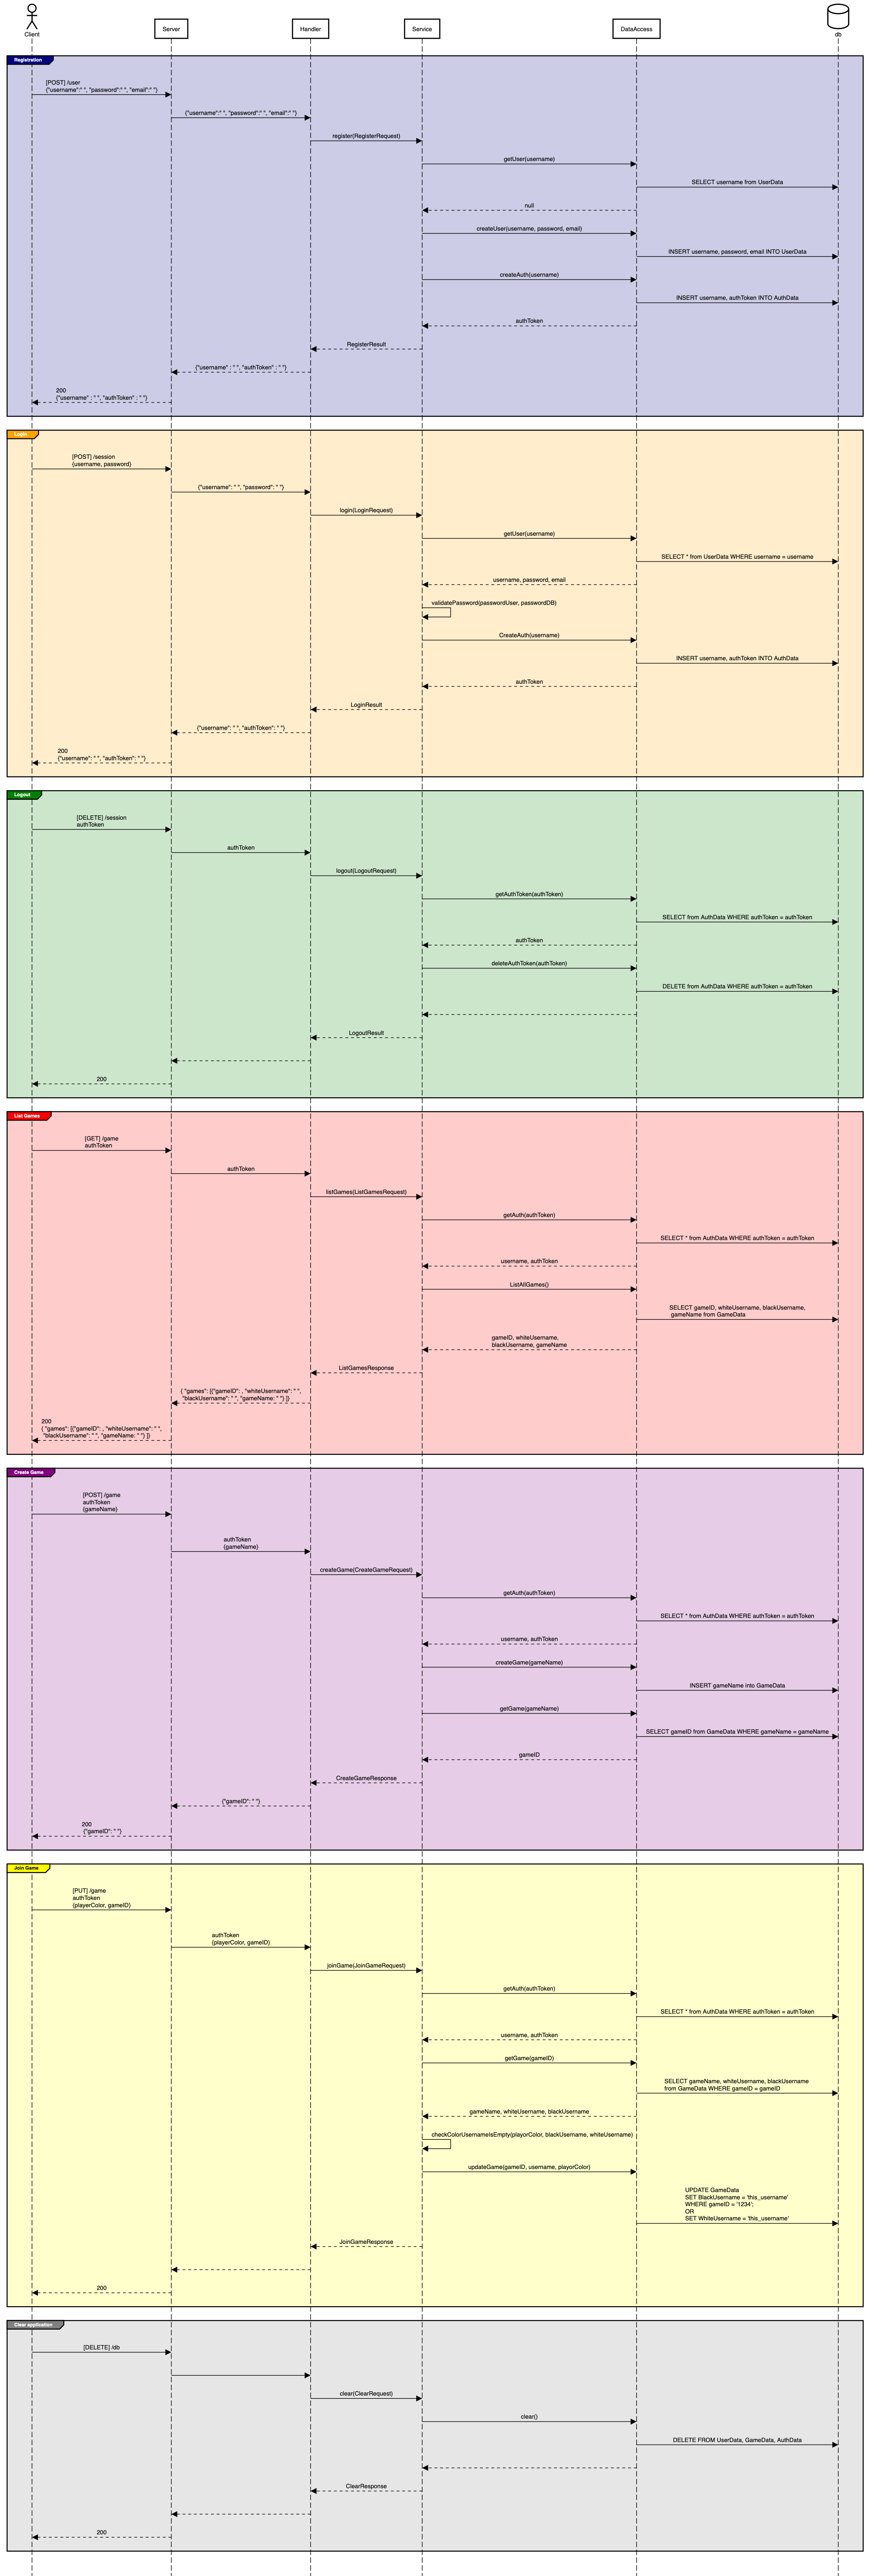 Client
Server
Handler
Service
DataAccess
db
Registration
[POST] /user
{"username":" ", "password":" ", "email":" "}
{"username":" ", "password":" ", "email":" "}
register(RegisterRequest)
getUser(username)
SELECT username from UserData
null
createUser(username, password, email)
INSERT username, password, email INTO UserData
createAuth(username)
INSERT username, authToken INTO AuthData
authToken
RegisterResult
{"username" : " ", "authToken" : " "}
200
{"username" : " ", "authToken" : " "}
Login
[POST] /session
{username, password}
{"username": " ", "password": " "}
login(LoginRequest)
getUser(username)
SELECT * from UserData WHERE username = username
username, password, email
validatePassword(passwordUser, passwordDB)
CreateAuth(username)
INSERT username, authToken INTO AuthData
authToken
LoginResult
{"username": " ", "authToken": " "}
200
{"username": " ", "authToken": " "}
Logout
[DELETE] /session
authToken
authToken
logout(LogoutRequest)
getAuthToken(authToken)
SELECT from AuthData WHERE authToken = authToken
authToken
deleteAuthToken(authToken)
DELETE from AuthData WHERE authToken = authToken
LogoutResult
200
List Games
[GET] /game
authToken
authToken
listGames(ListGamesRequest)
getAuth(authToken)
SELECT * from AuthData WHERE authToken = authToken
username, authToken
ListAllGames()
SELECT gameID, whiteUsername, blackUsername,
gameName from GameData
gameID, whiteUsername,
blackUsername, gameName
ListGamesResponse
{ "games": [{"gameID": , "whiteUsername": " ",
"blackUsername": " ", "gameName: " "} ]}
200
{ "games": [{"gameID": , "whiteUsername": " ",
"blackUsername": " ", "gameName: " "} ]}
Create Game
[POST] /game
authToken
{gameName}
authToken
{gameName}
createGame(CreateGameRequest)
getAuth(authToken)
SELECT * from AuthData WHERE authToken = authToken
username, authToken
createGame(gameName)
INSERT gameName into GameData
getGame(gameName)
SELECT gameID from GameData WHERE gameName = gameName
gameID
CreateGameResponse
{"gameID": " "}
200
{"gameID": " "}
Join Game
[PUT] /game
authToken
{playerColor, gameID}
authToken
{playerColor, gameID}
joinGame(JoinGameRequest)
getAuth(authToken)
SELECT * from AuthData WHERE authToken = authToken
username, authToken
getGame(gameID)
SELECT gameName, whiteUsername, blackUsername
from GameData WHERE gameID = gameID
gameName, whiteUsername, blackUsername
checkColorUsernameIsEmpty(playorColor, blackUsername, whiteUsername)
updateGame(gameID, username, playorColor)
UPDATE GameData
SET BlackUsername = 'this_username'
WHERE gameID = '1234';
OR
SET WhiteUsername = 'this_username'
JoinGameResponse
200
Clear application
[DELETE] /db
clear(ClearRequest)
clear()
DELETE FROM UserData, GameData, AuthData
ClearResponse
200